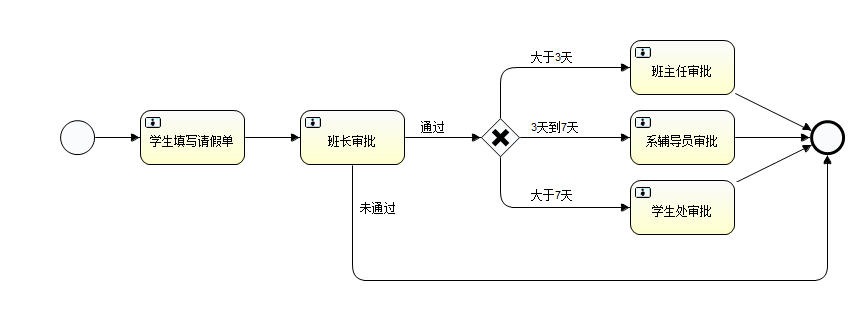 大于3天
班主任审批
学生填写请假单
班长审批
通过
3天到7天
系辅导员审批
未通过
大于7天
学生处审批